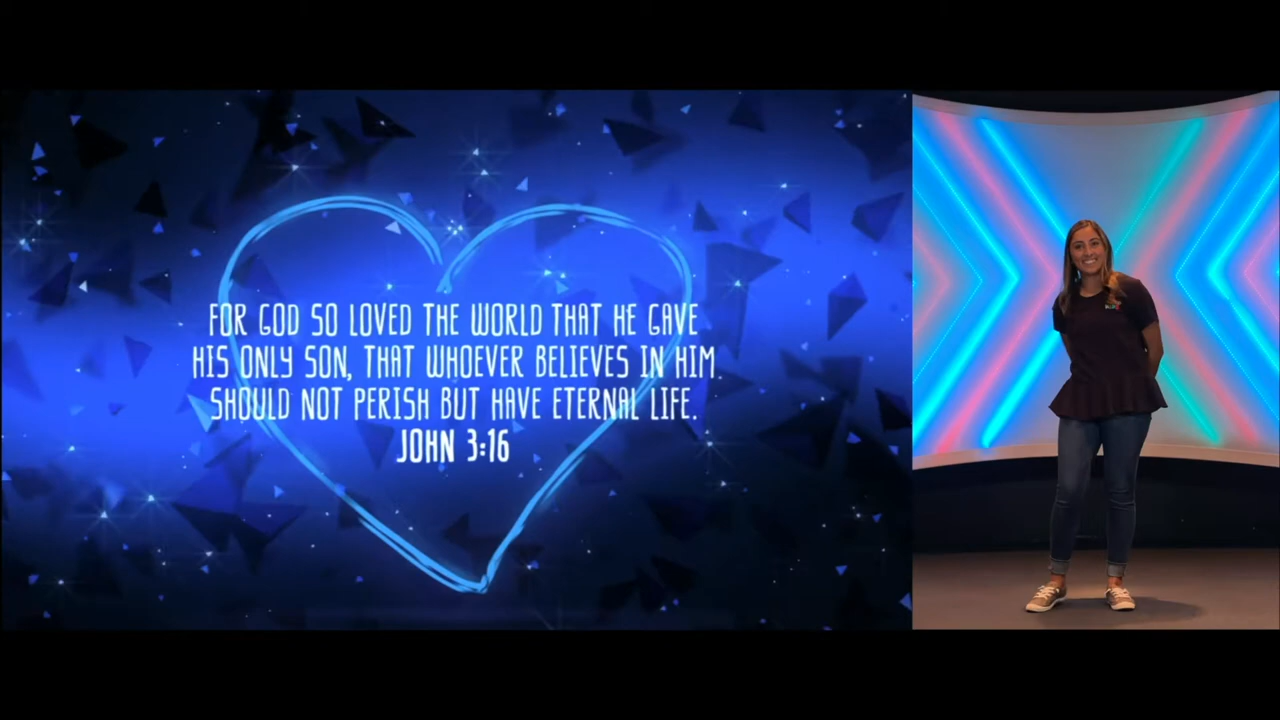 FOR GOD SO LOVED THE WORLD THAT HE GAVE
HIS ONLY SON, THAT WHOEVER BELIEVES IN HIM
SHOULD NOT PERISH BUT HAVE ETERNAL LIFE.
JOHN 3:16